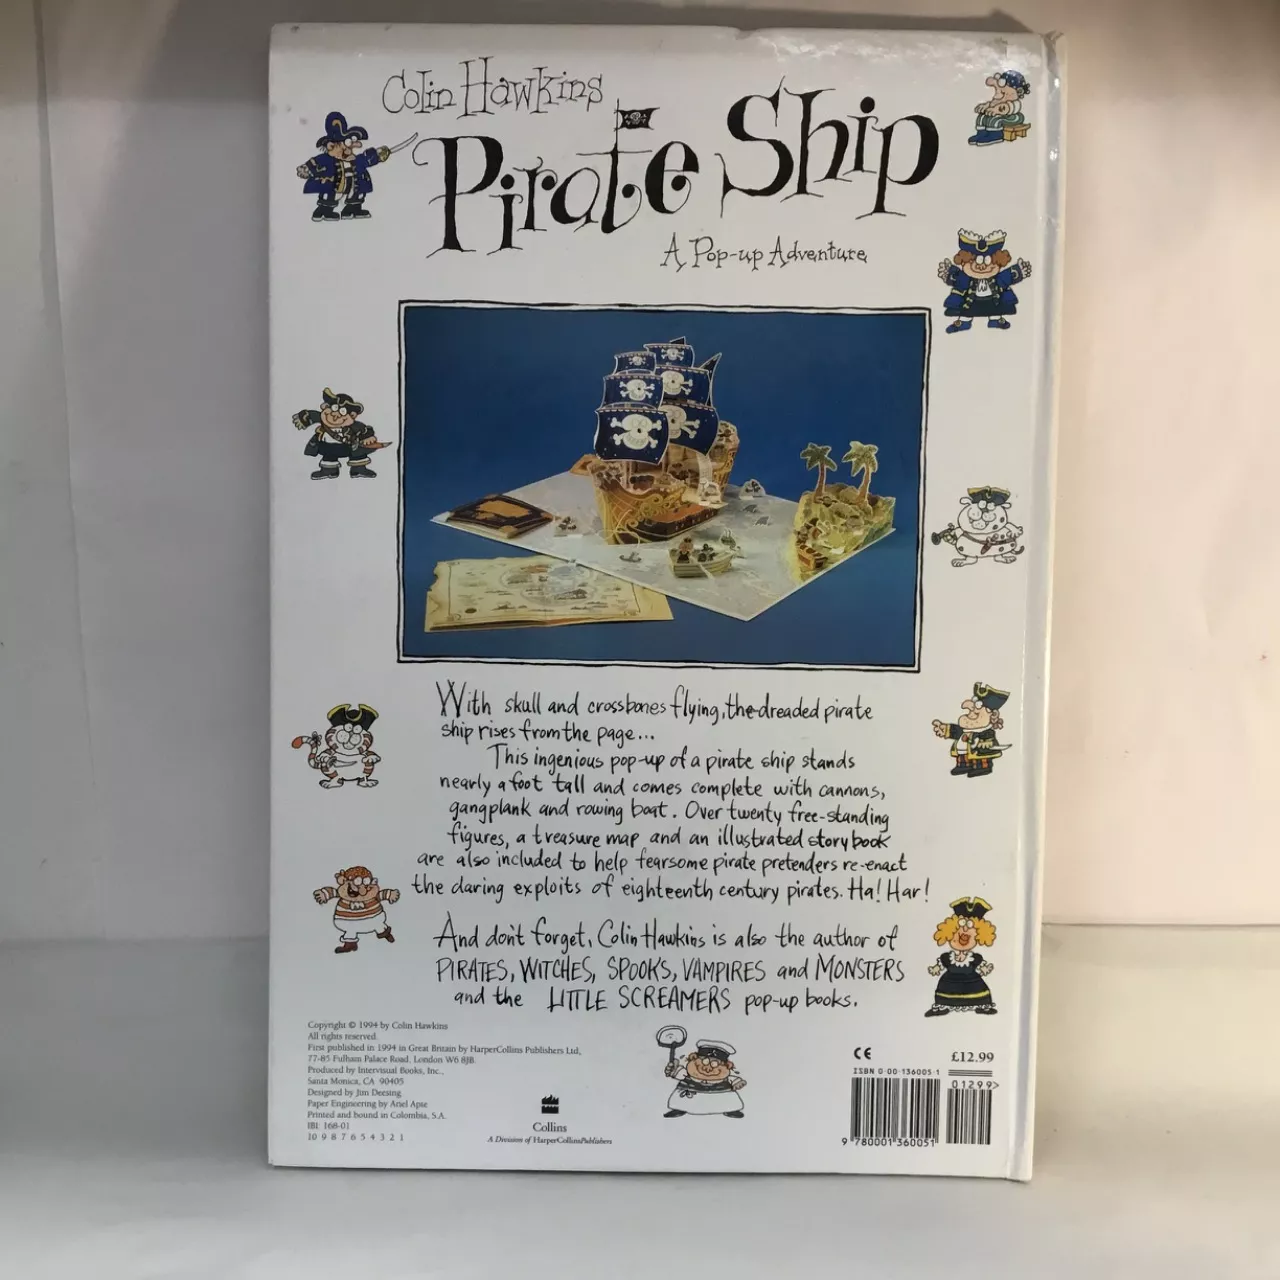 Colin Hawkins
Pirate Ship
A Pop-up Adventure
With skull and crossbones flying, the dreaded pirate
ship rises from the page...
This ingenious pop-up of a pirate ship stands
nearly a foot tall and comes complete with cannons,
gangplank and rowing boat. Over twenty free-standing
figures, a treasure map and an illustrated story book
are also included to help fearsome pirate pretenders re-enact
the daring exploits of eighteenth century pirates. Ha! Har!
And don't forget, Colin Hawkins is also the author of
PIRATES, WITCHES, SPOOKS, VAMPIRES and MONSTERS
and the LITTLE SCREAMERS pop-up books.
Copyright © 1994 by Colin Hawkins
All rights reserved.
First published in 1994 in Great Britain by HarperCollins Publishers Ltd,
77-85 Fulham Palace Road, London W6 8JB.
Produced by Intervisual Books, Inc.,
Santa Monica, CA 90405
Designed by Jim Deesing
Paper Engineering by Ariel Apte
Printed and bound in Colombia, S.A.
IBI: 168-01
10 9 8 7 6 5 4 3 2 1
Collins
A Division of HarperCollinsPublishers
CE
£12.99
ISBN 0-00-136005-1
01299>
9 780001 360051